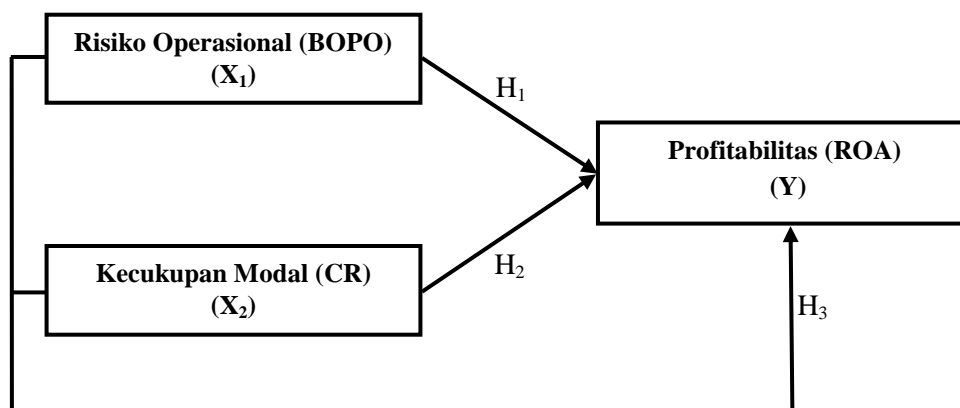 Risiko Operasional (BOPO)
(X₁)
H₁
Profitabilitas (ROA)
(Y)
Kecukupan Modal (CR)
(X₂)
H₂
H₃